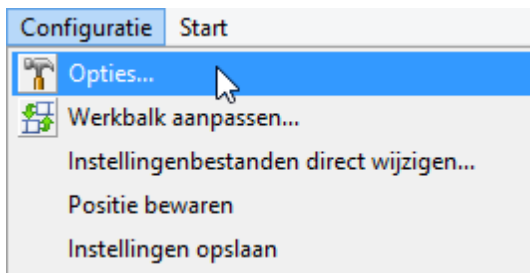 Configuratie Start
Opties...
Werkbalk aanpassen...
Instellingenbestanden direct wijzigen...
Positie bewaren
Instellingen opslaan